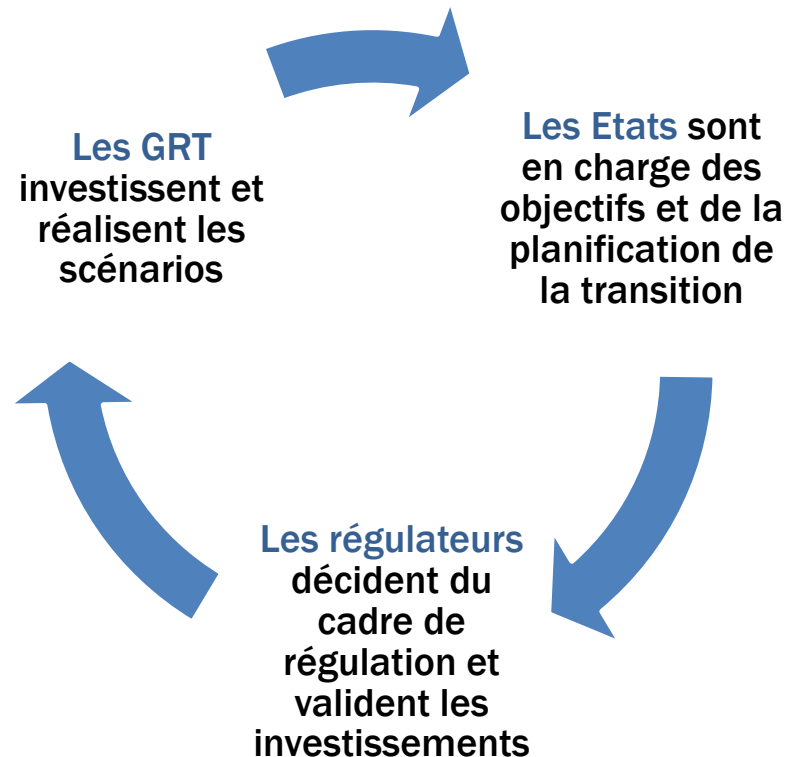 Les GRT
investissent et
réalisent les
scénarios
Les Etats sont
en charge des
objectifs et de la
planification de
la transition
Les régulateurs
décident du
cadre de
régulation et
valident les
investissements